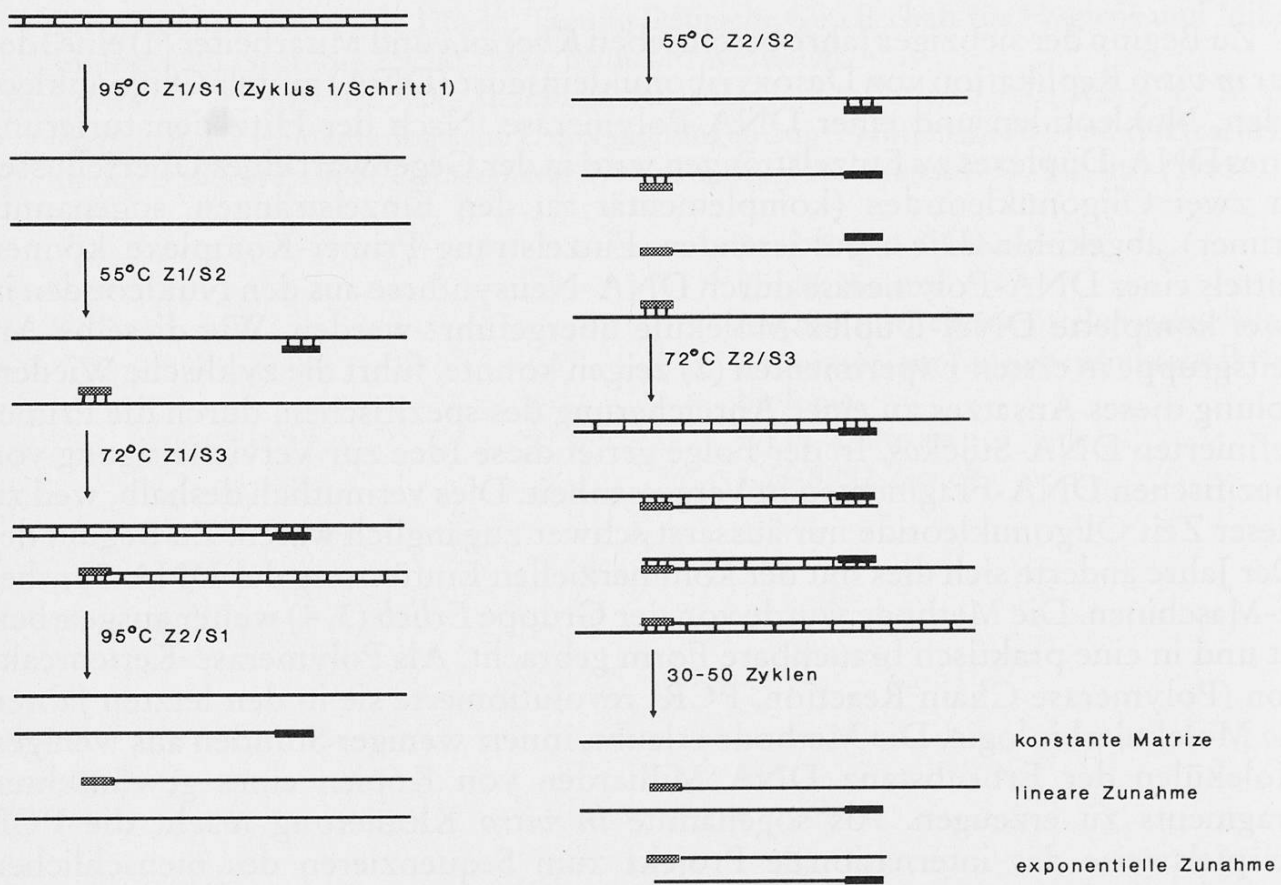 95°C Z1/S1 (Zyklus 1/Schritt 1)
55°C Z1/S2
72°C Z1/S3
95°C Z2/S1
55°C Z2/S2
72°C Z2/S3
30-50 Zyklen
konstante Matrize
lineare Zunahme
exponentielle Zunahme